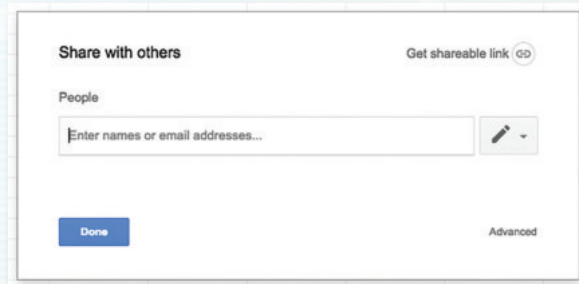 Share with others
Get shareable link
People
Enter names or email addresses...
Done
Advanced